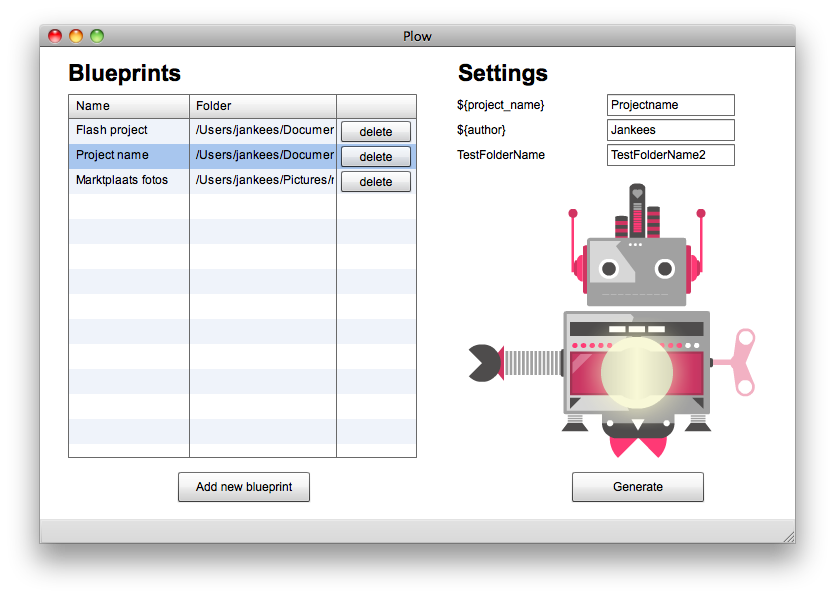 Plow
Blueprints
Name Folder
Flash project /Users/jankees/Documer delete
Project name /Users/jankees/Documer delete
Marktplaats fotos /Users/jankees/Pictures/r delete
Add new blueprint
Settings
${project_name} Projectname
${author} Jankees
TestFolderName TestFolderName2
Generate